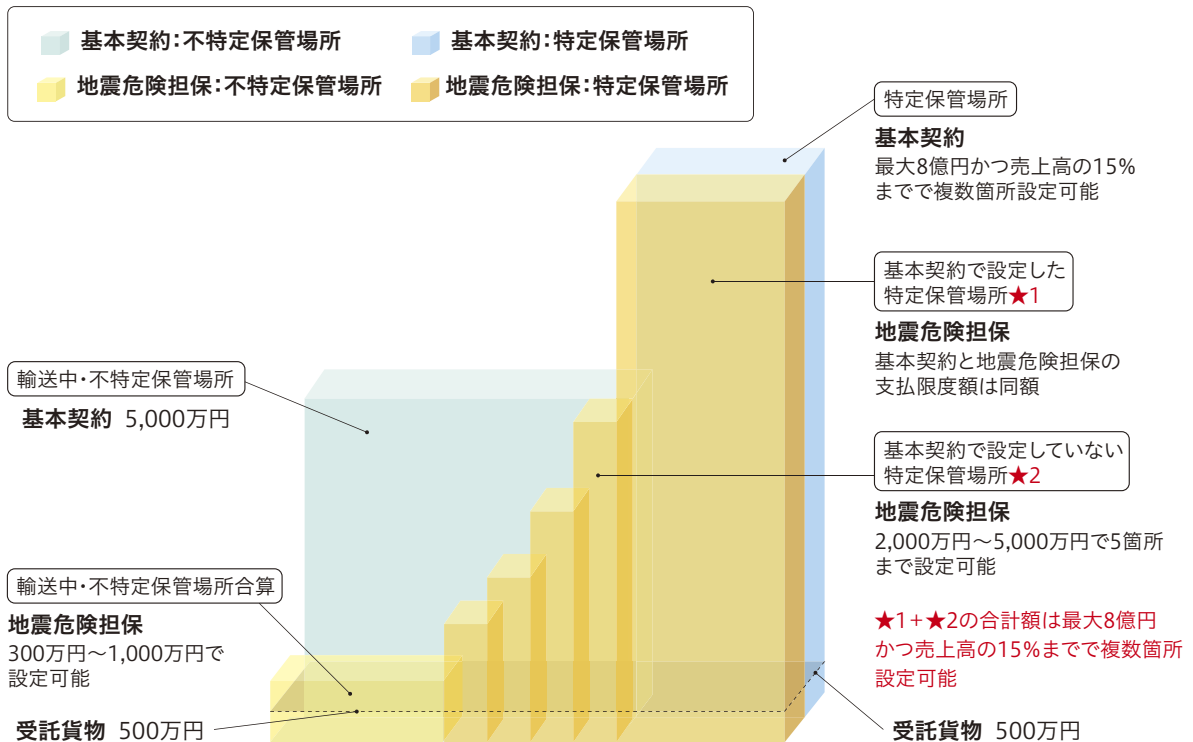 基本契約:不特定保管場所
基本契約:特定保管場所
地震危険担保:不特定保管場所
地震危険担保:特定保管場所
特定保管場所
基本契約
最大8億円かつ売上高の15%
までで複数箇所設定可能
基本契約で設定した
特定保管場所★1
地震危険担保
基本契約と地震危険担保の
支払限度額は同額
輸送中・不特定保管場所
基本契約 5,000万円
基本契約で設定していない
特定保管場所★2
地震危険担保
2,000万円～5,000万円で5箇所
まで設定可能
輸送中・不特定保管場所合算
地震危険担保
300万円～1,000万円で
設定可能
★1+★2の合計額は最大8億円
かつ売上高の15%までで複数箇所
設定可能
受託貨物 500万円
受託貨物 500万円